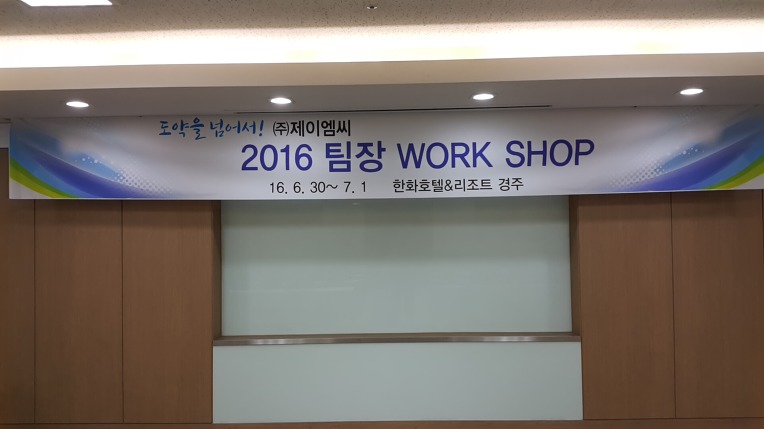 도약을 넘어서! ㈜제이엠씨
2016 팀장 WORK SHOP
16. 6. 30~ 7. 1 한화호텔&리조트 경주